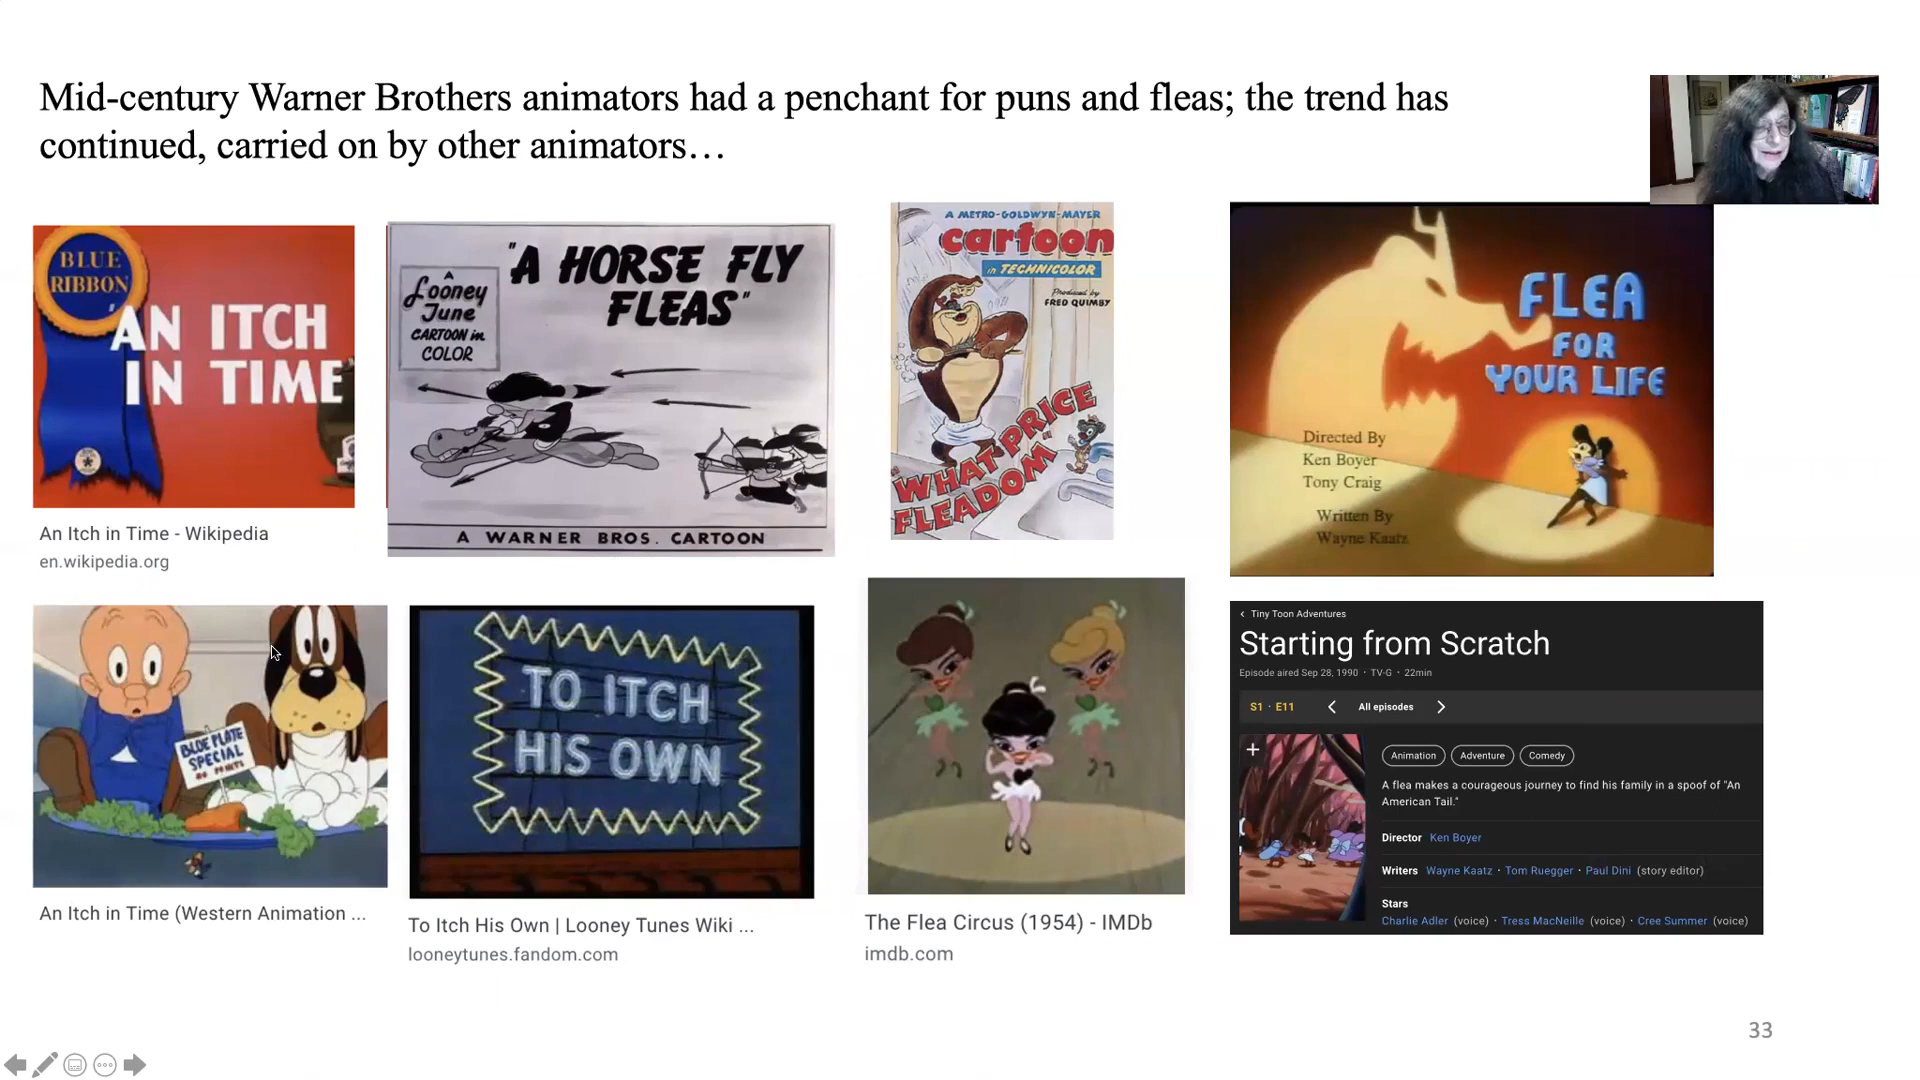 Mid-century Warner Brothers animators had a penchant for puns and fleas; the trend has
continued, carried on by other animators…
BLUE
RIBBON
"AN ITCH
IN TIME
An Itch in Time - Wikipedia
en.wikipedia.org
"A HORSE FLY
FLEAS"
A
Looney
Tune
CARTOON in
COLOR
A WARNER BROS. CARTOON
A METRO-GOLDWYN-MAYER
cartoon
in TECHNICOLOR
Produced by
FRED QUIMBY
"WHAT PRICE
FLEADOM"
FLEA
FOR
YOUR LIFE
Directed By
Ken Boyer
Tony Craig
Written By
Wayne Kaatz
BLUE PLATE
SPECIAL
An Itch in Time (Western Animation ...
TO ITCH
HIS OWN
To Itch His Own | Looney Tunes Wiki ...
looneytunes.fandom.com
The Flea Circus (1954) - IMDb
imdb.com
< Tiny Toon Adventures
Starting from Scratch
Episode aired Sep 28, 1990 · TV-G · 22min
S1 · E11 < All episodes >
+
Animation Adventure Comedy
A flea makes a courageous journey to find his family in a spoof of "An
American Tail."
Director Ken Boyer
Writers Wayne Kaatz · Tom Ruegger · Paul Dini (story editor)
Stars
Charlie Adler (voice) · Tress MacNeille (voice) · Cree Summer (voice)
33